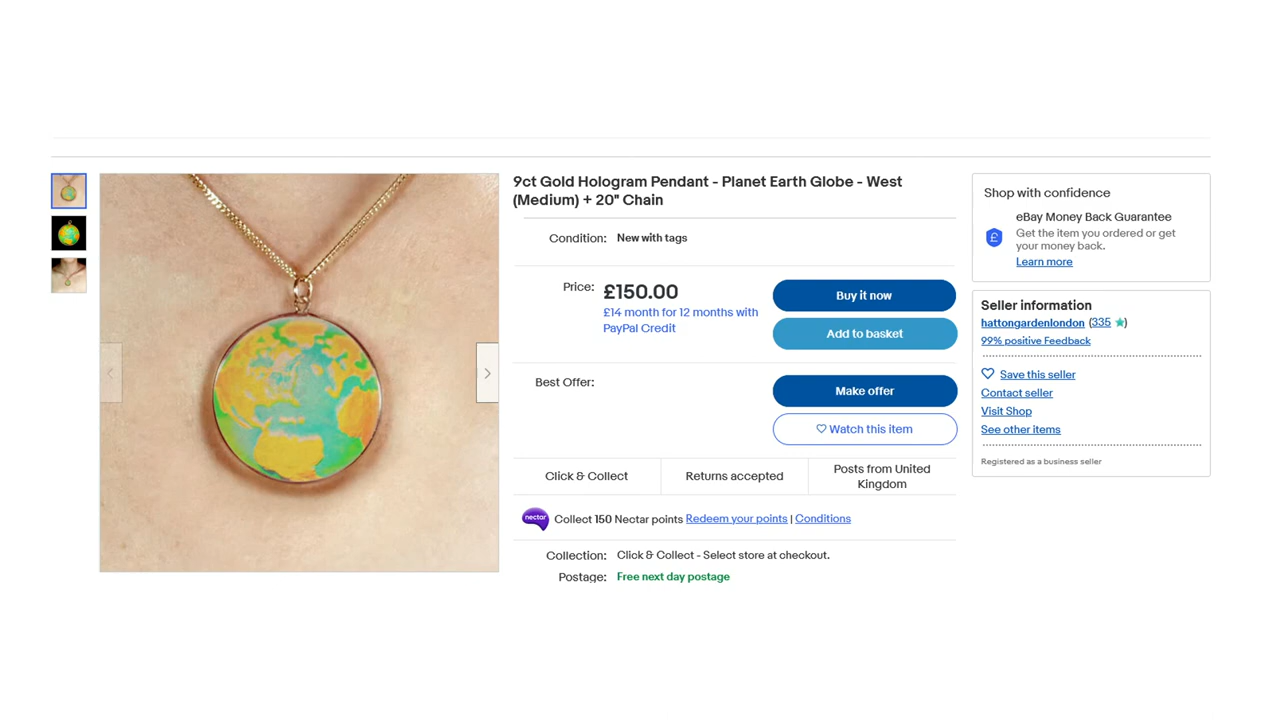 9ct Gold Hologram Pendant - Planet Earth Globe - West
(Medium) + 20" Chain
Condition: New with tags
Price: £150.00
£14 month for 12 months with
PayPal Credit
Buy it now
Add to basket
Best Offer:
Make offer
Watch this item
Click & Collect
Returns accepted
Posts from United
Kingdom
nectar
Collect 150 Nectar points Redeem your points | Conditions
Collection: Click & Collect - Select store at checkout.
Postage: Free next day postage
Shop with confidence
eBay Money Back Guarantee
£
Get the item you ordered or get
your money back.
Learn more
Seller information
hattongardenlondon (335 ★)
99% positive Feedback
Save this seller
Contact seller
Visit Shop
See other items
Registered as a business seller